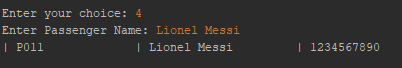 Enter your choice: 4
Enter Passenger Name: Lionel Messi
| P011 | Lionel Messi | 1234567890